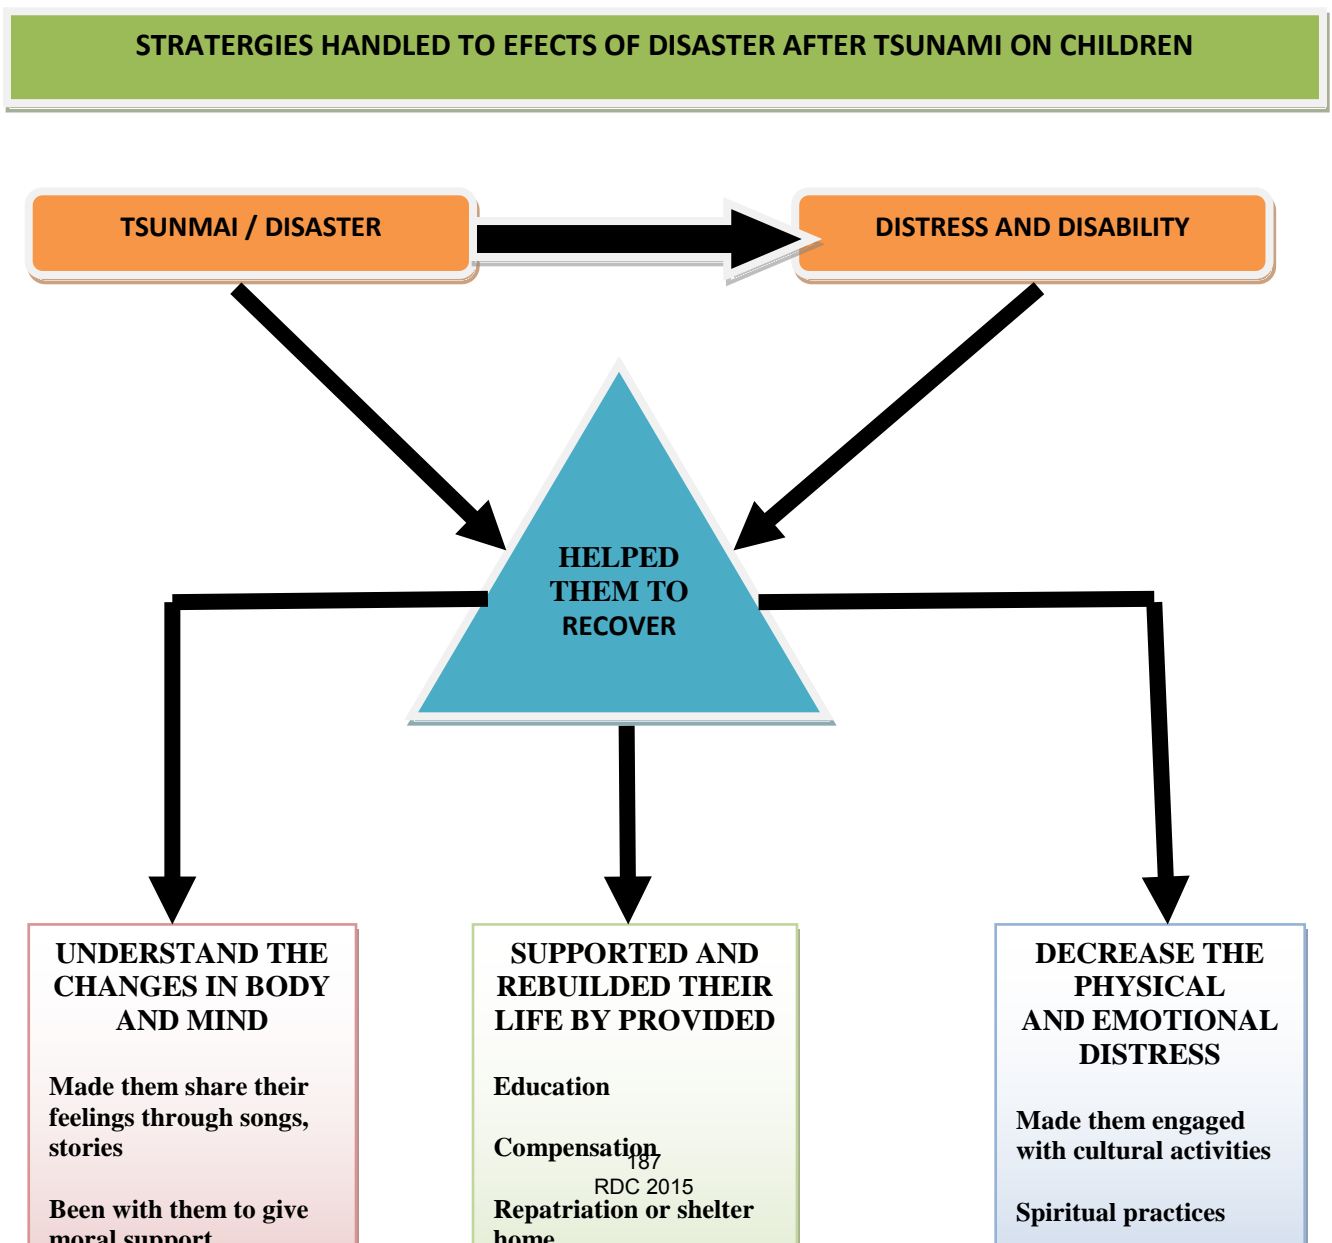 STRATERGIES HANDLED TO EFECTS OF DISASTER AFTER TSUNAMI ON CHILDREN
TSUNMAI / DISASTER
DISTRESS AND DISABILITY
HELPED
THEM TO
RECOVER
UNDERSTAND THE
CHANGES IN BODY
AND MIND
Made them share their
feelings through songs,
stories
Been with them to give
moral support
SUPPORTED AND
REBUILDED THEIR
LIFE BY PROVIDED
Education
Compensation
Repatriation or shelter
home
DECREASE THE
PHYSICAL
AND EMOTIONAL
DISTRESS
Made them engaged
with cultural activities
Spiritual practices
187
RDC 2015